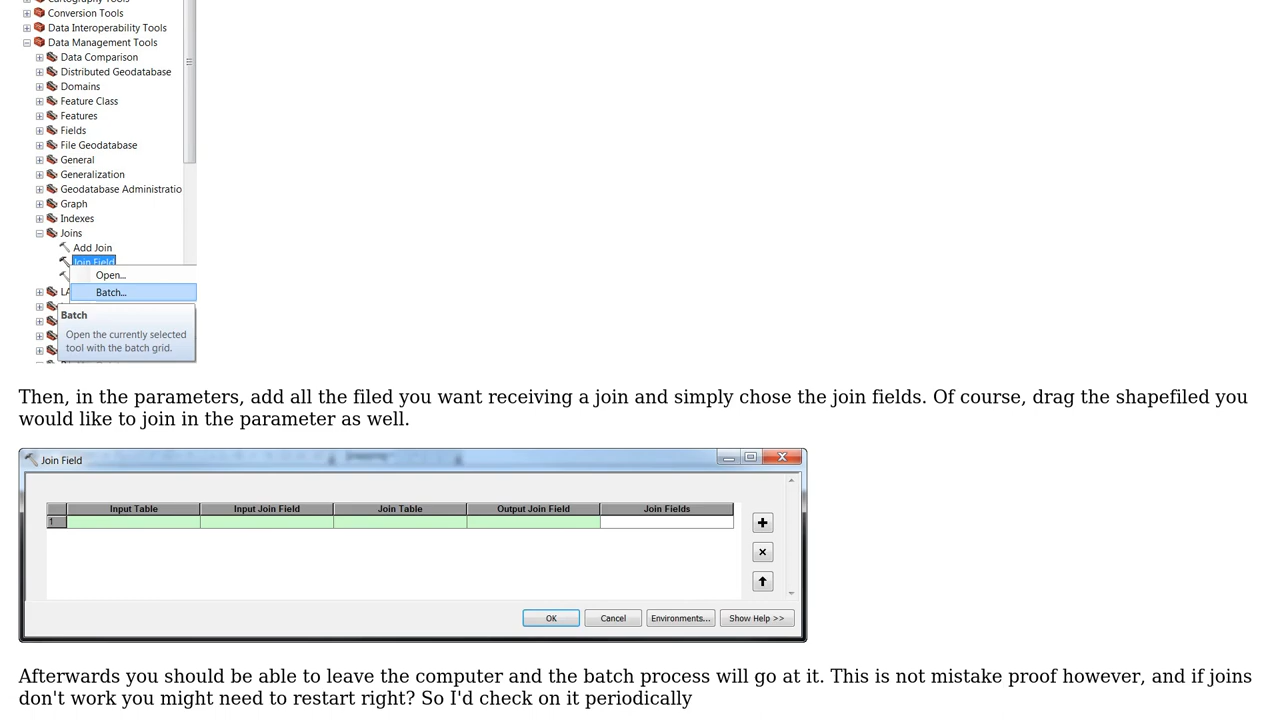 Cartography Tools
Conversion Tools
Data Interoperability Tools
Data Management Tools
Data Comparison
Distributed Geodatabase
Domains
Feature Class
Features
Fields
File Geodatabase
General
Generalization
Geodatabase Administratio
Graph
Indexes
Joins
Add Join
Join Field
Open...
Batch...
LA
Batch
Open the currently selected
tool with the batch grid.
Then, in the parameters, add all the filed you want receiving a join and simply chose the join fields. Of course, drag the shapefiled you
would like to join in the parameter as well.
Join Field
Input Table Input Join Field Join Table Output Join Field Join Fields
1
OK Cancel Environments... Show Help >>
Afterwards you should be able to leave the computer and the batch process will go at it. This is not mistake proof however, and if joins
don't work you might need to restart right? So I'd check on it periodically